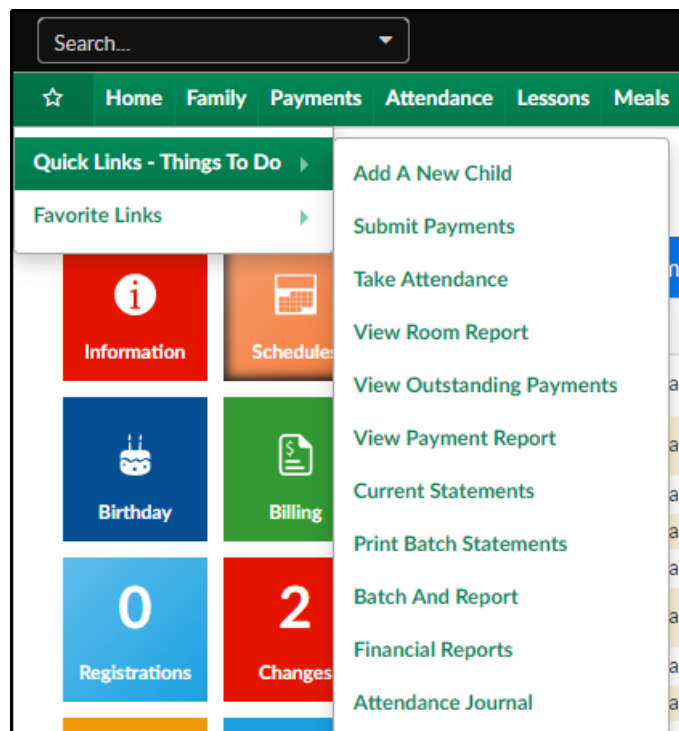 Search...
Home Family Payments Attendance Lessons Meals
Quick Links - Things To Do
Favorite Links
Add A New Child
Submit Payments
Take Attendance
View Room Report
View Outstanding Payments
View Payment Report
Current Statements
Print Batch Statements
Batch And Report
Financial Reports
Attendance Journal
Information
Schedules
Birthday
Billing
0
Registrations
2
Changes